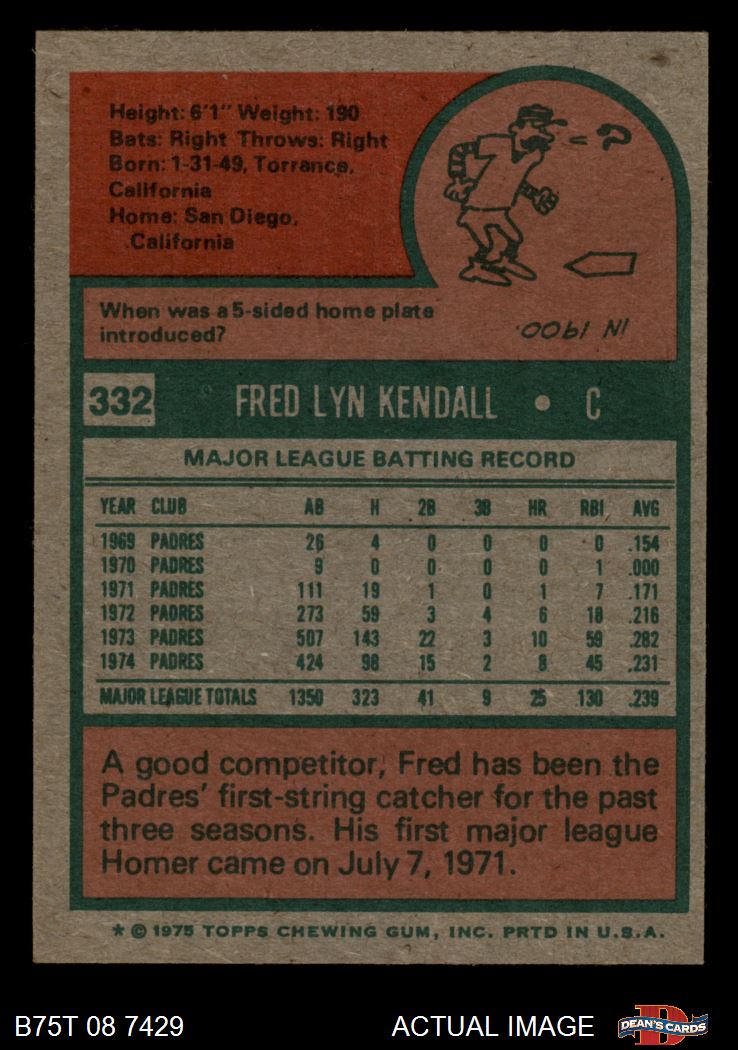 Height: 6'1" Weight: 190
Bats: Right Throws: Right
Born: 1-31-49, Torrance,
California
Home: San Diego,
California
?
When was a 5-sided home plate
introduced?
IN 1900.
332 FRED LYN KENDALL • C
MAJOR LEAGUE BATTING RECORD
YEAR CLUB AB H 2B 3B HR RBI AVG
1969 PADRES 26 4 0 0 0 0 .154
1970 PADRES 9 0 0 0 0 1 .000
1971 PADRES 111 19 1 0 1 7 .171
1972 PADRES 273 59 3 4 6 18 .216
1973 PADRES 507 143 22 3 10 59 .282
1974 PADRES 424 98 15 2 8 45 .231
MAJOR LEAGUE TOTALS 1350 323 41 9 25 130 .239
A good competitor, Fred has been the
Padres' first-string catcher for the past
three seasons. His first major league
Homer came on July 7, 1971.
* © 1975 TOPPS CHEWING GUM, INC. PRTD IN U.S.A.
B75T 08 7429 ACTUAL IMAGE D DEAN'S CARDS